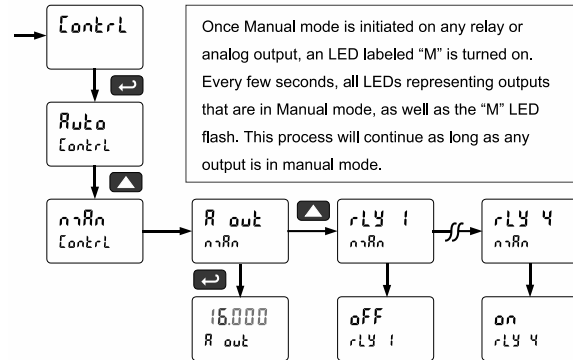 Contrl
Once Manual mode is initiated on any relay or
analog output, an LED labeled “M” is turned on.
Every few seconds, all LEDs representing outputs
that are in Manual mode, as well as the “M” LED
flash. This process will continue as long as any
output is in manual mode.
Auto
Contrl
mAn
Contrl
A out
mAn
rLY 1
mAn
rLY 4
mAn
16.000
A out
oFF
rLY 1
on
rLY 4